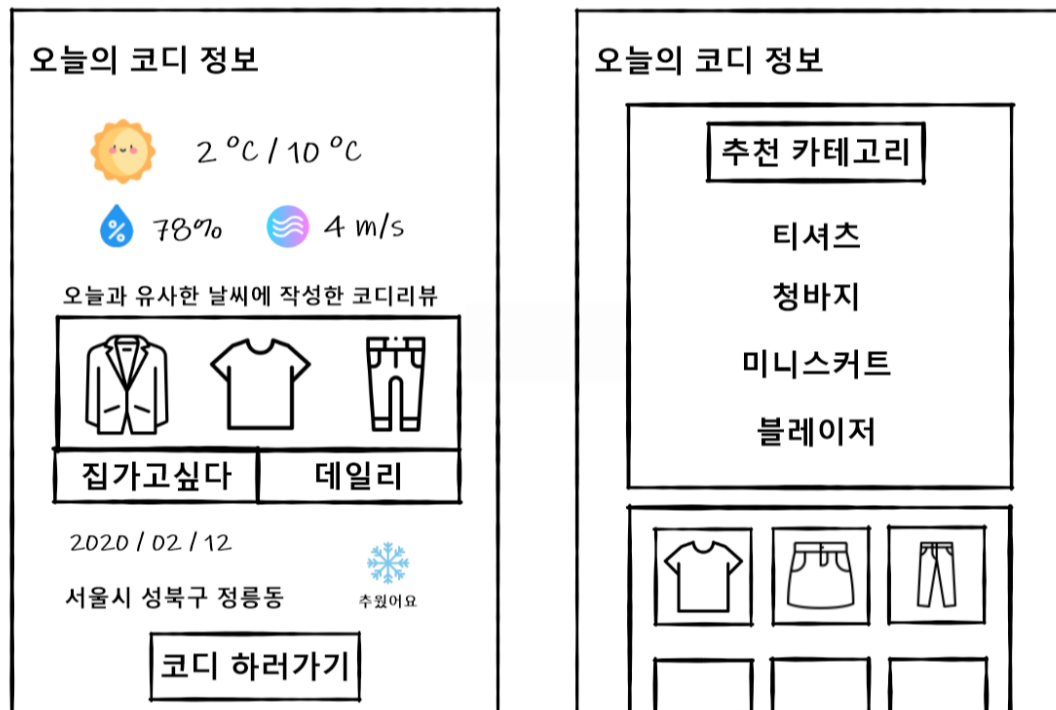 오늘의 코디 정보
2 °C / 10 °C
78% 4 m/s
오늘과 유사한 날씨에 작성한 코디리뷰
집가고싶다 데일리
2020 / 02 / 12
서울시 성북구 정릉동
추웠어요
코디 하러가기
오늘의 코디 정보
추천 카테고리
티셔츠
청바지
미니스커트
블레이저